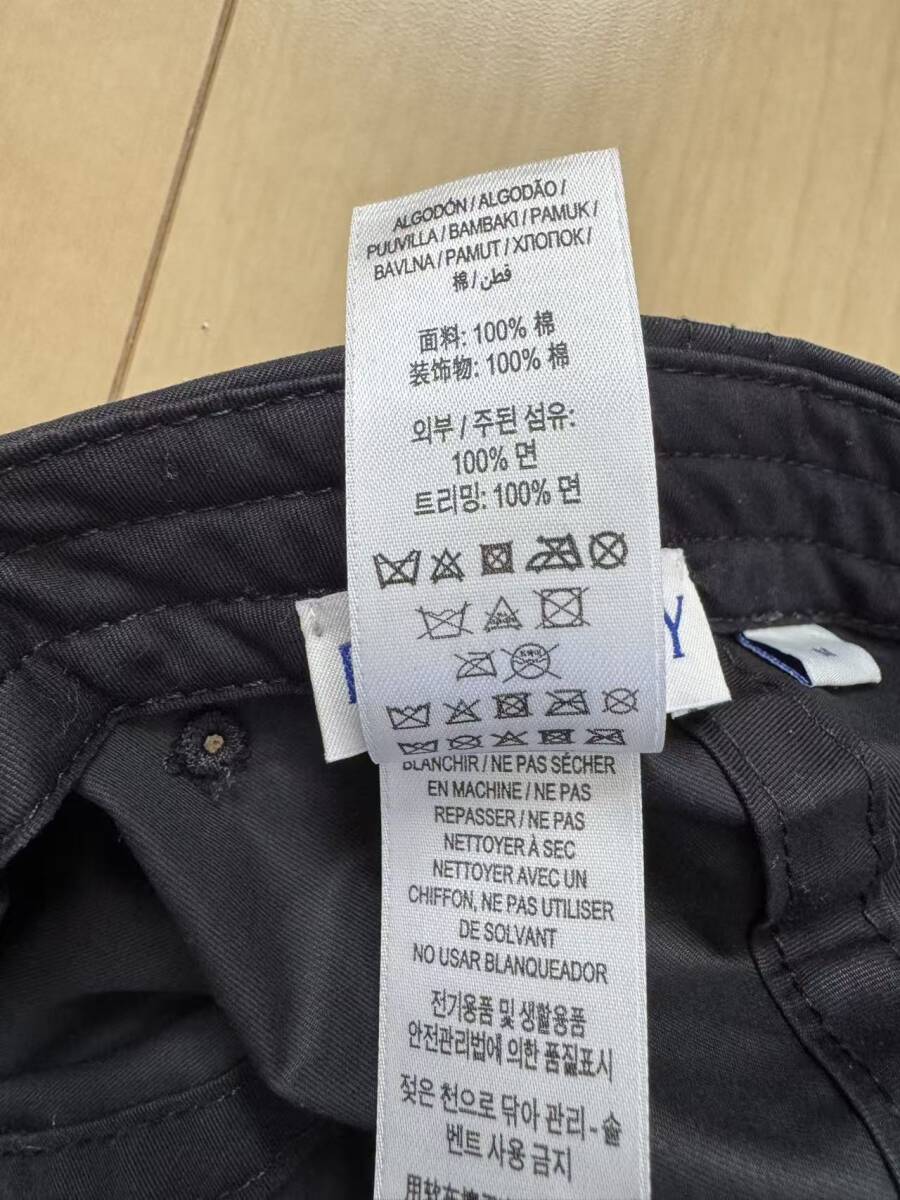 ALGODÓN / ALGODÃO /
PUUVILLA / BAMBAKI / PAMUK /
BAVLNA / PAMUT / ХЛОПОК /
棉 / قطن
面料: 100% 棉
装饰物: 100% 棉
외부 / 주된 섬유:
100% 면
트리밍: 100% 면
Y
M
BLANCHIR / NE PAS SÉCHER
EN MACHINE / NE PAS
REPASSER / NE PAS
NETTOYER À SEC
NETTOYER AVEC UN
CHIFFON, NE PAS UTILISER
DE SOLVANT
NO USAR BLANQUEADOR
전기용품 및 생활용품
안전관리법에 의한 품질표시
젖은 천으로 닦아 관리 - 솔
벤트 사용 금지